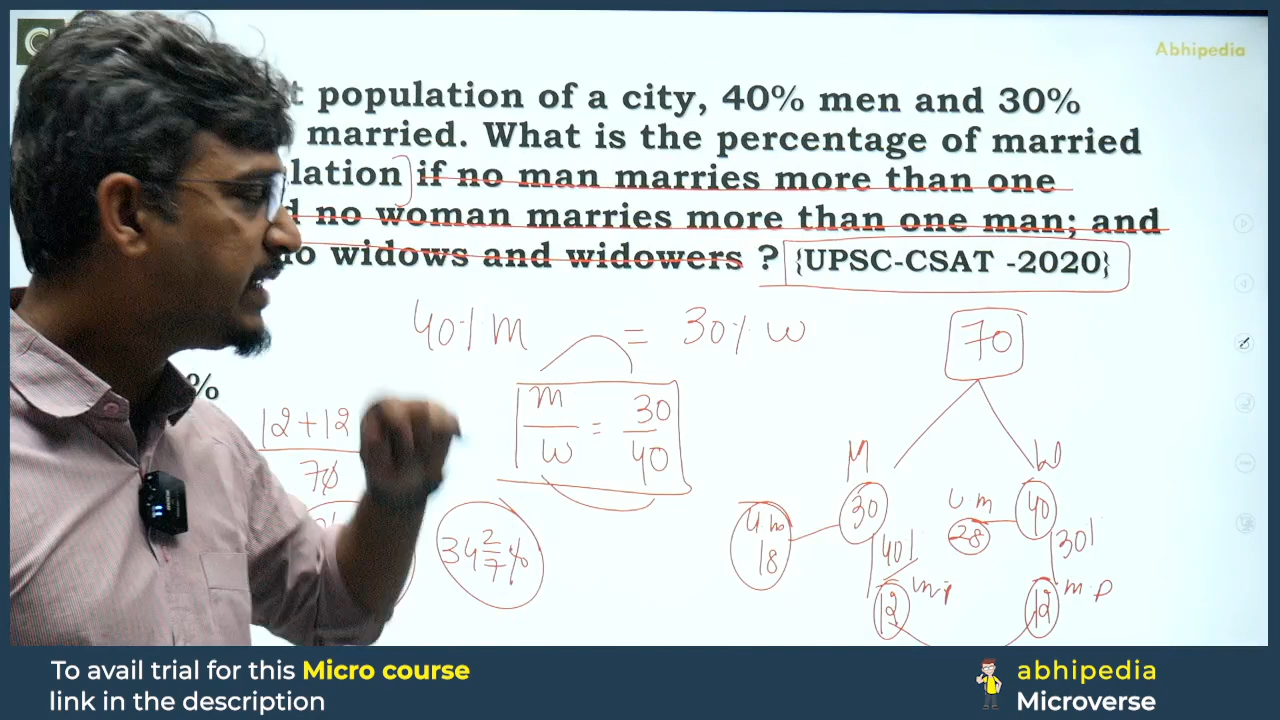 Abhipedia
t population of a city, 40% men and 30%
married. What is the percentage of married
lation if no man marries more than one
d no woman marries more than one man; and
o widows and widowers ? {UPSC-CSAT -2020}
40% M = 30% W
70
%
12+12
70
m
w
=
30
40
M
W
30
40
Um
18
Um
28
40%
30%
34 2/7 %
12
m.p
12
m.p
To avail trial for this Micro course
link in the description
abhipedia
Microverse